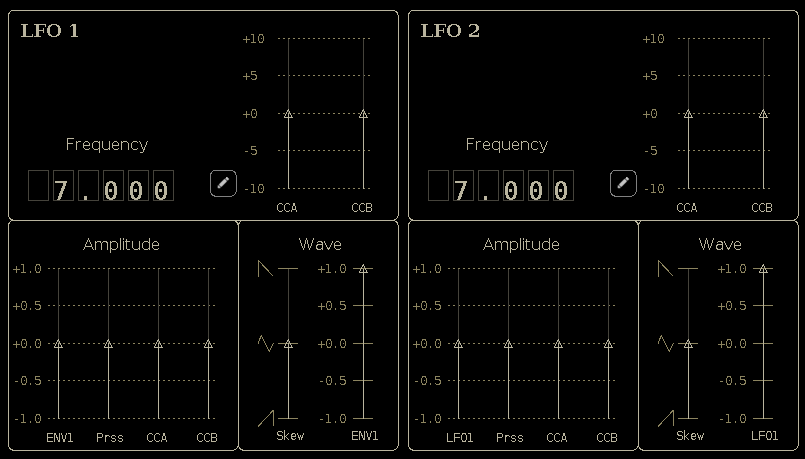 LFO 1
+10
+5
+0
-5
-10
CCA CCB
Frequency
7.000
LFO 2
+10
+5
+0
-5
-10
CCA CCB
Frequency
7.000
Amplitude
+1.0
+0.5
+0.0
-0.5
-1.0
ENV1 Prss CCA CCB
Wave
+1.0
+0.5
+0.0
-0.5
-1.0
Skew ENV1
Amplitude
+1.0
+0.5
+0.0
-0.5
-1.0
LFO1 Prss CCA CCB
Wave
+1.0
+0.5
+0.0
-0.5
-1.0
Skew LFO1